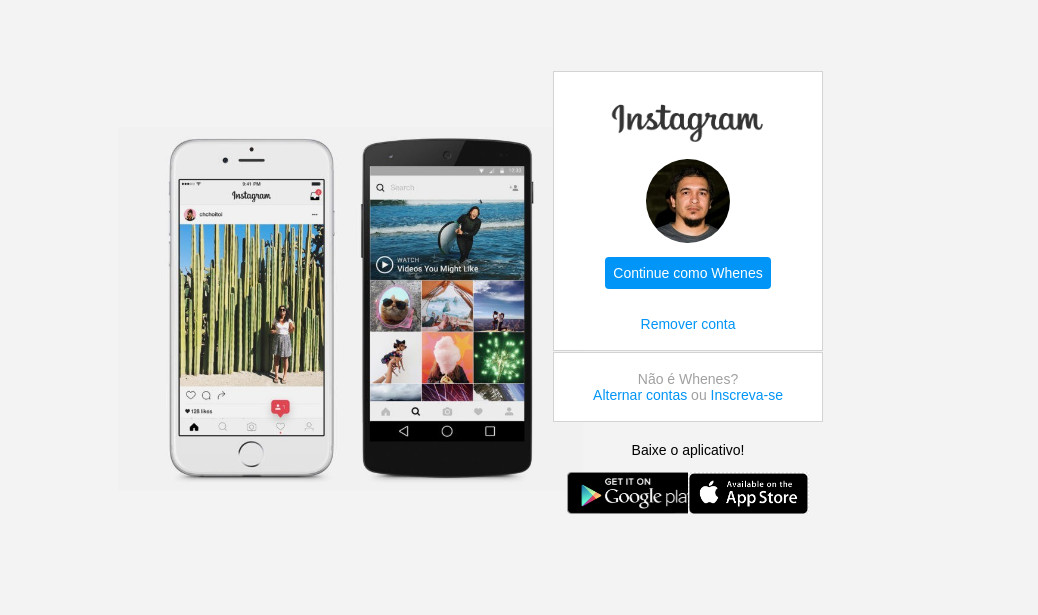 9:41 PM
Instagram
chchoitoi
128 likes
1
Search
WATCH
Videos You Might Like
Instagram
Continue como Whenes
Remover conta
Não é Whenes?
Alternar contas ou Inscreva-se
Baixe o aplicativo!
GET IT ON
Google pla
Available on the
App Store